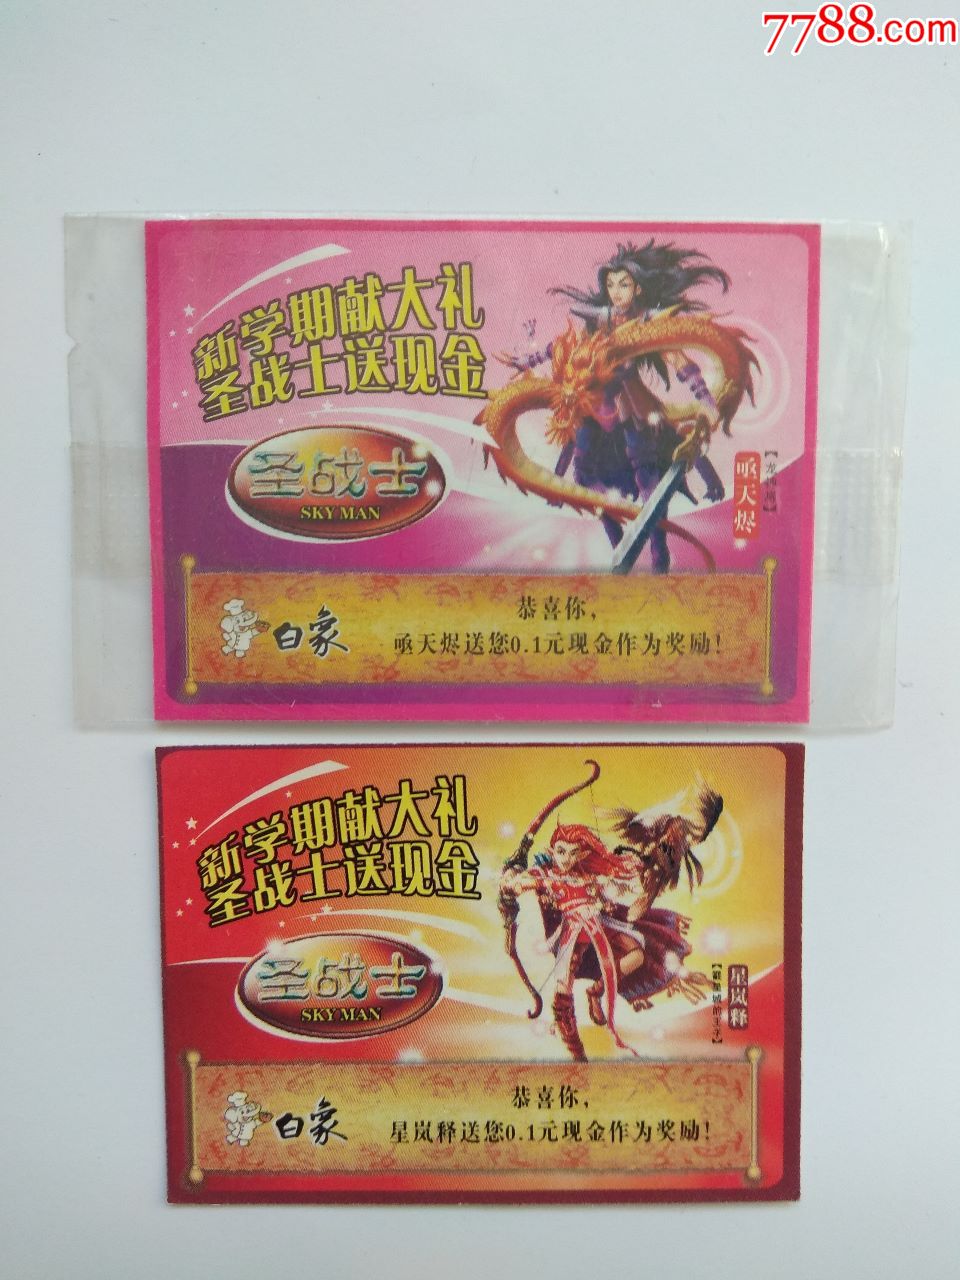 7788.com
新学期献大礼
圣战士送现金
圣战士
SKY MAN
亟天烬
白象
恭喜你，
亟天烬送您0.1元现金作为奖励！
新学期献大礼
圣战士送现金
圣战士
SKY MAN
星岚释
白象
恭喜你，
星岚释送您0.1元现金作为奖励！